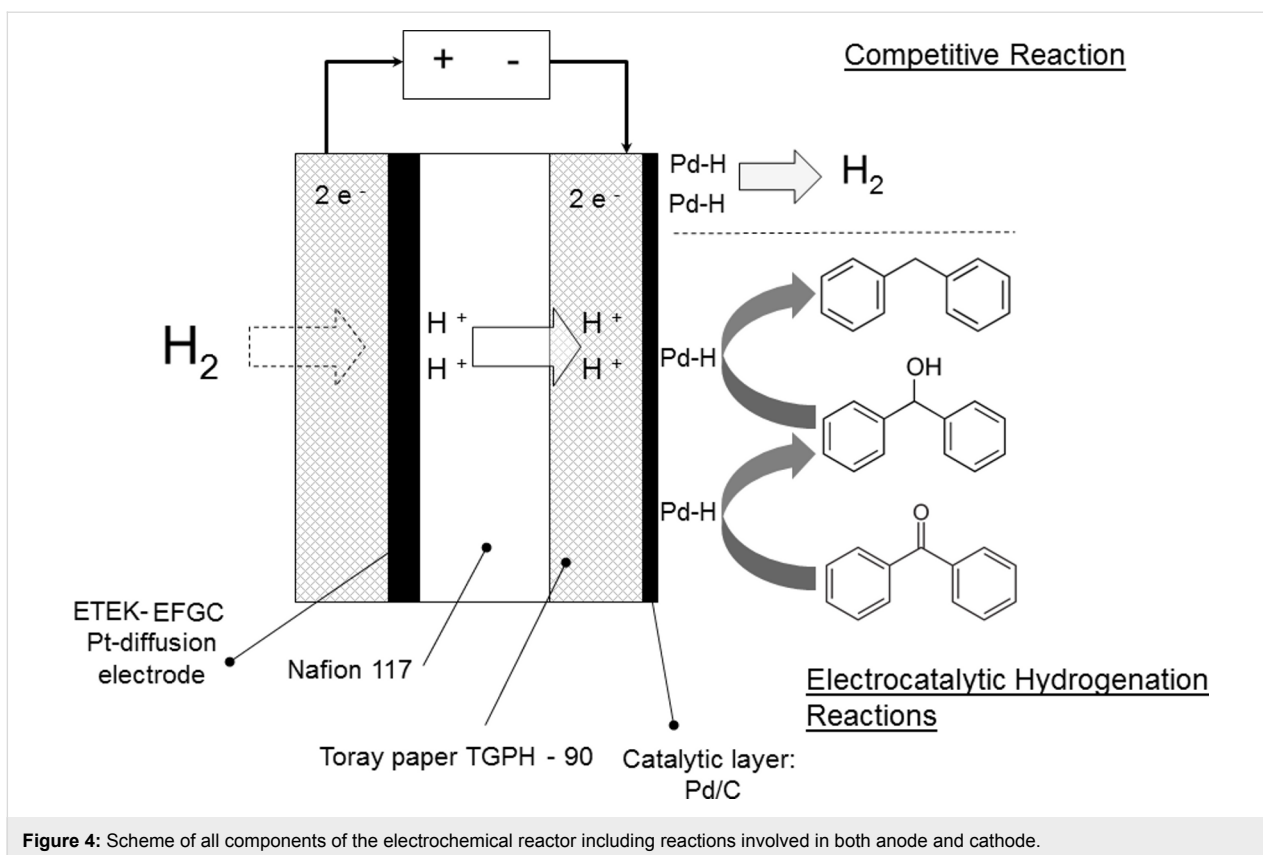 + -
Competitive Reaction
2 e -
2 e -
Pd-H
Pd-H
H2
H2
H +
H +
H +
H +
Pd-H
OH
Pd-H
O
ETEK-EFGC
Pt-diffusion
electrode
Nafion 117
Toray paper TGPH - 90
Catalytic layer:
Pd/C
Electrocatalytic Hydrogenation
Reactions
Figure 4: Scheme of all components of the electrochemical reactor including reactions involved in both anode and cathode.